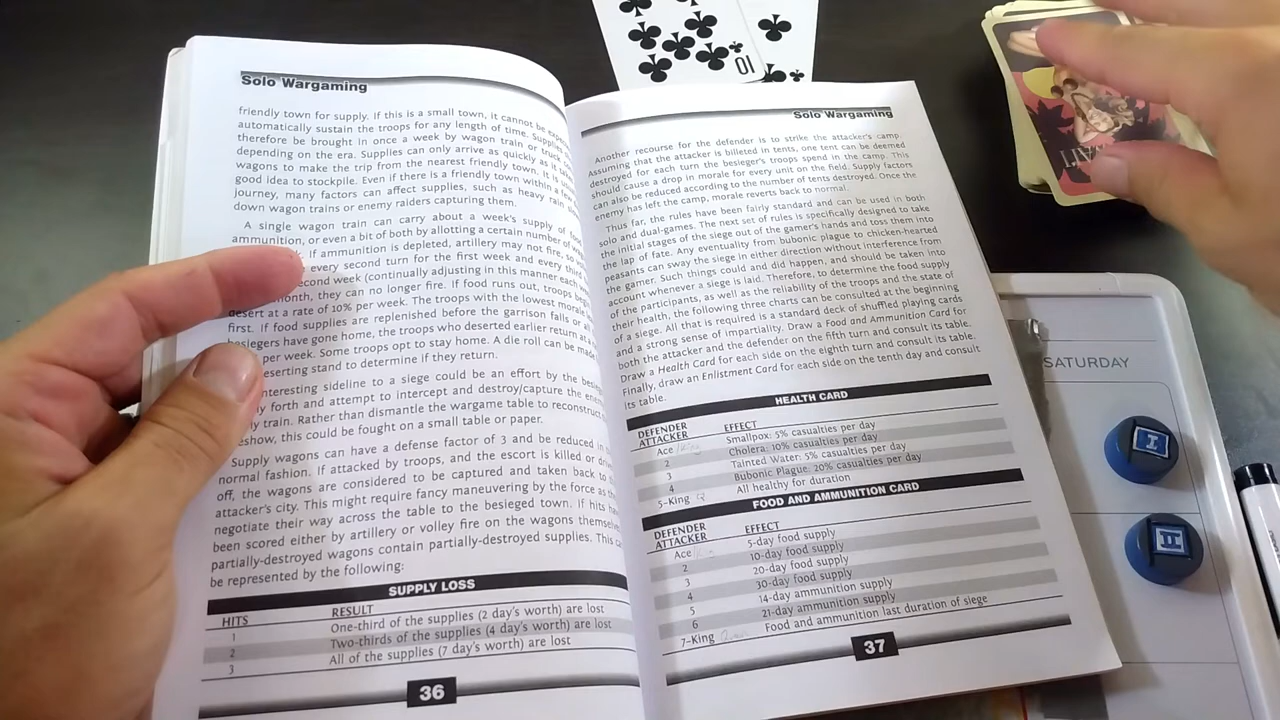 Solo Wargaming
friendly town for supply. If this is a small town, it cannot be
automatically sustain the troops for any length of time.
therefore be brought in once a week by wagon train or truck
depending on the era. Supplies can only arrive as quickly as it
wagons to make the trip from the nearest friendly town. It is
good idea to stockpile. Even if there is a friendly town within a
journey, many factors can affect supplies, such as heavy rain
down wagon trains or enemy raiders capturing them.
A single wagon train can carry about a week's supply of
ammunition, or even a bit of both by allotting a certain number of
If ammunition is depleted, artillery may not fire,
every second turn for the first week and every third
second week (continually adjusting in this manner each
month, they can no longer fire. If food runs out, troops
desert at a rate of 10% per week. The troops with the lowest
first. If food supplies are replenished before the garrison falls or
besiegers have gone home, the troops who deserted earlier return at
per week. Some troops opt to stay home. A die roll can be made
deserting stand to determine if they return.
interesting sideline to a siege could be an effort by the
forth and attempt to intercept and destroy/capture the
train. Rather than dismantle the wargame table to reconstruct
show, this could be fought on a small table or paper.
Supply wagons can have a defense factor of 3 and be reduced in
normal fashion. If attacked by troops, and the escort is killed or
off, the wagons are considered to be captured and taken back to
attacker's city. This might require fancy maneuvering by the force as
negotiate their way across the table to the besieged town. If hits
been scored either by artillery or volley fire on the wagons
partially-destroyed wagons contain partially-destroyed supplies. This
be represented by the following:
SUPPLY LOSS
HITS RESULT
1 One-third of the supplies (2 day's worth) are lost
2 Two-thirds of the supplies (4 day's worth) are lost
3 All of the supplies (7 day's worth) are lost
36
Solo Wargaming
Another recourse for the defender is to strike the attacker's camp.
Assuming that the attacker is billeted in tents, one tent can be deemed
destroyed for each turn the besieger's troops spend in the camp. This
should cause a drop in morale for every unit on the field. Supply factors
can also be reduced according to the number of tents destroyed. Once the
enemy has left the camp, morale reverts back to normal.
Thus far, the rules have been fairly standard and can be used in both
solo and dual-games. The next set of rules is specifically designed to take
the initial stages of the siege out of the gamer's hands and toss them into
the lap of fate. Any eventuality from bubonic plague to chicken-hearted
peasants can sway the siege in either direction without interference from
the gamer. Such things could and did happen, and should be taken into
account whenever a siege is laid. Therefore, to determine the food supply
of the participants, as well as the reliability of the troops and the state of
their health, the following three charts can be consulted at the beginning
of a siege. All that is required is a standard deck of shuffled playing cards
and a strong sense of impartiality. Draw a Food and Ammunition Card for
both the attacker and the defender on the fifth turn and consult its table.
Draw a Health Card for each side on the eighth turn and consult its table.
Finally, draw an Enlistment Card for each side on the tenth day and consult
its table.
HEALTH CARD
DEFENDER
ATTACKER EFFECT
Ace Smallpox: 5% casualties per day
2 Cholera: 10% casualties per day
3 Tainted Water: 5% casualties per day
4 Bubonic Plague: 20% casualties per day
5-King All healthy for duration
FOOD AND AMMUNITION CARD
DEFENDER
ATTACKER EFFECT
Ace 5-day food supply
2 10-day food supply
3 20-day food supply
4 30-day food supply
5 14-day ammunition supply
6 21-day ammunition supply
7-King Food and ammunition last duration of siege
37
10
SATURDAY
I
II